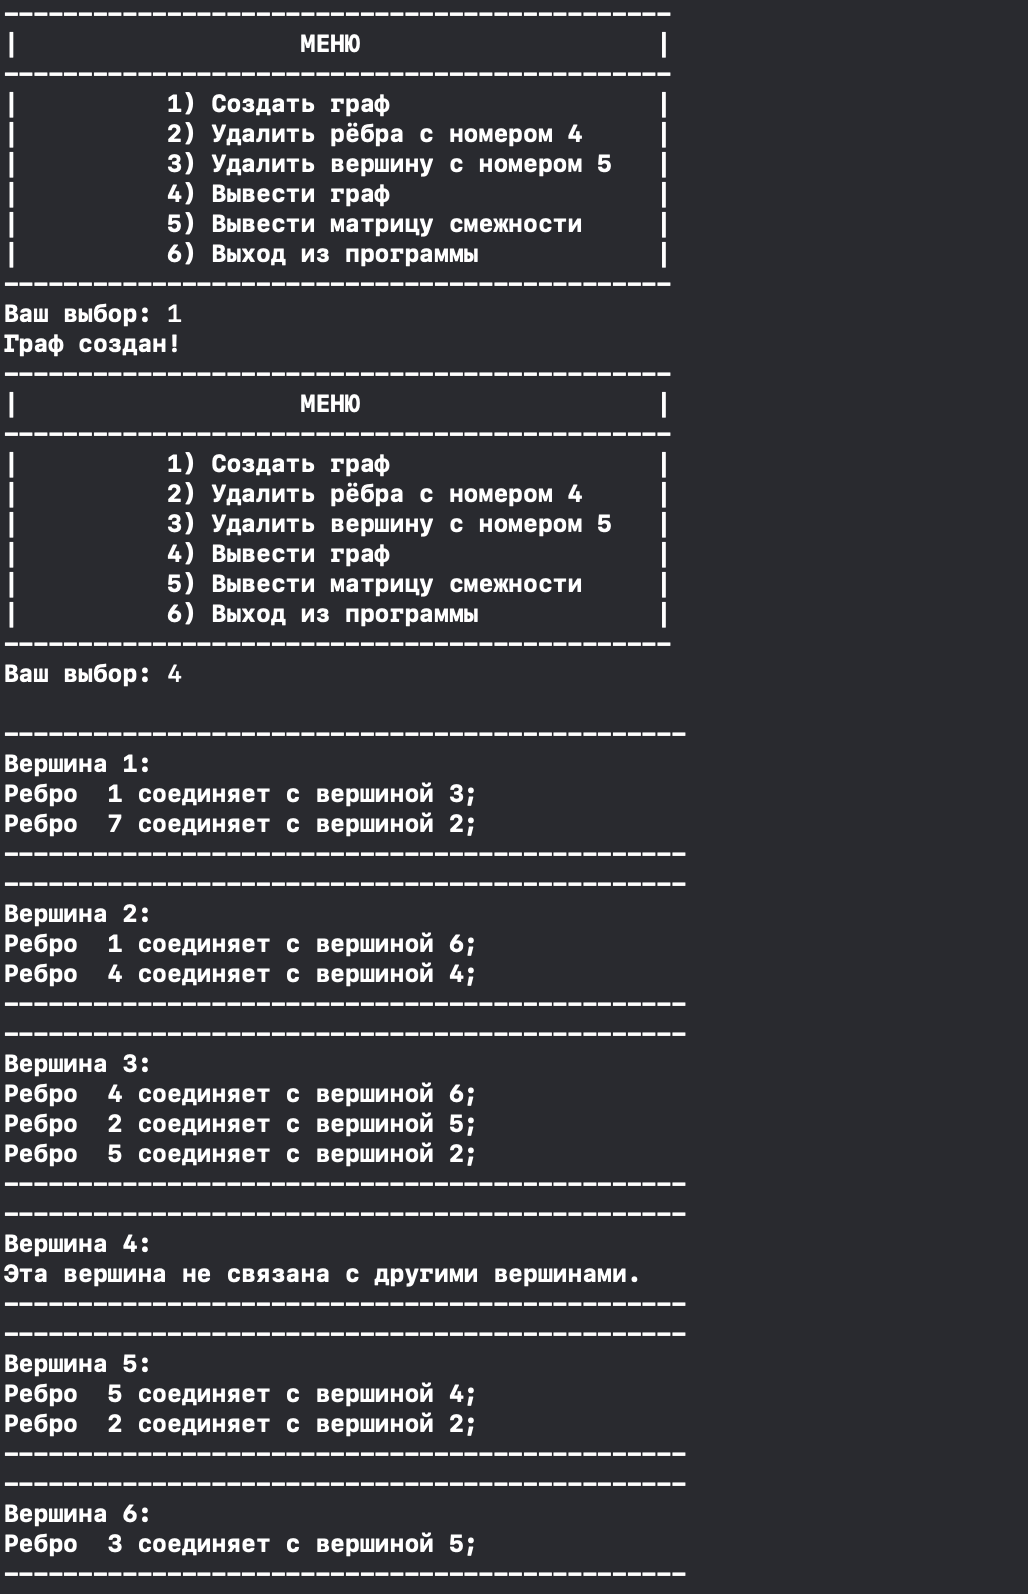 ---------------------------------------------
|                   МЕНЮ                    |
---------------------------------------------
|          1) Создать граф                  |
|          2) Удалить рёбра с номером 4     |
|          3) Удалить вершину с номером 5   |
|          4) Вывести граф                  |
|          5) Вывести матрицу смежности     |
|          6) Выход из программы            |
---------------------------------------------
Ваш выбор: 1
Граф создан!
---------------------------------------------
|                   МЕНЮ                    |
---------------------------------------------
|          1) Создать граф                  |
|          2) Удалить рёбра с номером 4     |
|          3) Удалить вершину с номером 5   |
|          4) Вывести граф                  |
|          5) Вывести матрицу смежности     |
|          6) Выход из программы            |
---------------------------------------------
Ваш выбор: 4

----------------------------------------------
Вершина 1:
Ребро  1 соединяет с вершиной 3;
Ребро  7 соединяет с вершиной 2;
----------------------------------------------
----------------------------------------------
Вершина 2:
Ребро  1 соединяет с вершиной 6;
Ребро  4 соединяет с вершиной 4;
----------------------------------------------
----------------------------------------------
Вершина 3:
Ребро  4 соединяет с вершиной 6;
Ребро  2 соединяет с вершиной 5;
Ребро  5 соединяет с вершиной 2;
----------------------------------------------
----------------------------------------------
Вершина 4:
Эта вершина не связана с другими вершинами.
----------------------------------------------
----------------------------------------------
Вершина 5:
Ребро  5 соединяет с вершиной 4;
Ребро  2 соединяет с вершиной 2;
----------------------------------------------
----------------------------------------------
Вершина 6:
Ребро  3 соединяет с вершиной 5;
----------------------------------------------